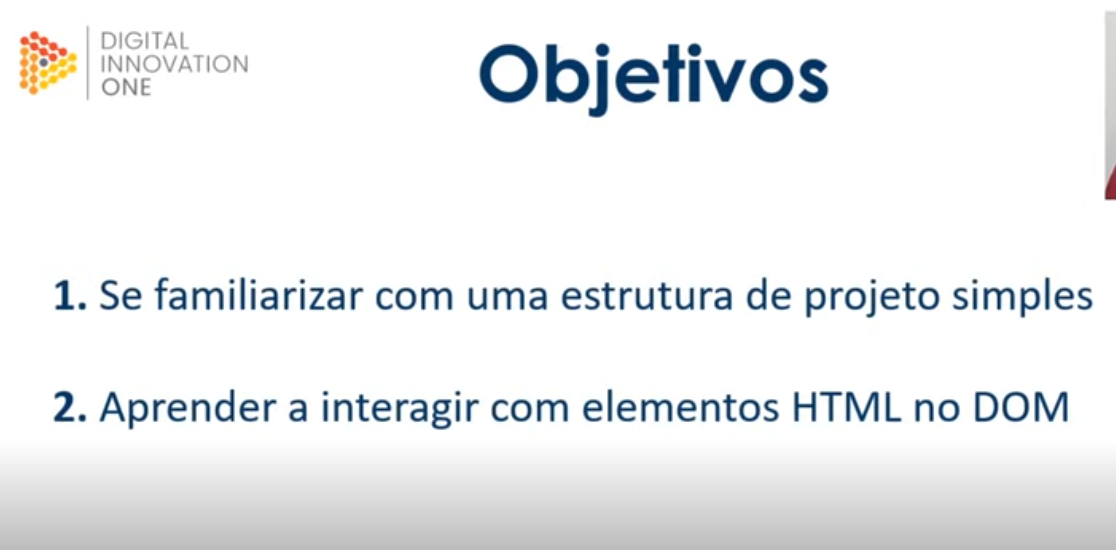 DIGITAL
INNOVATION
ONE
Objetivos
1. Se familiarizar com uma estrutura de projeto simples
2. Aprender a interagir com elementos HTML no DOM